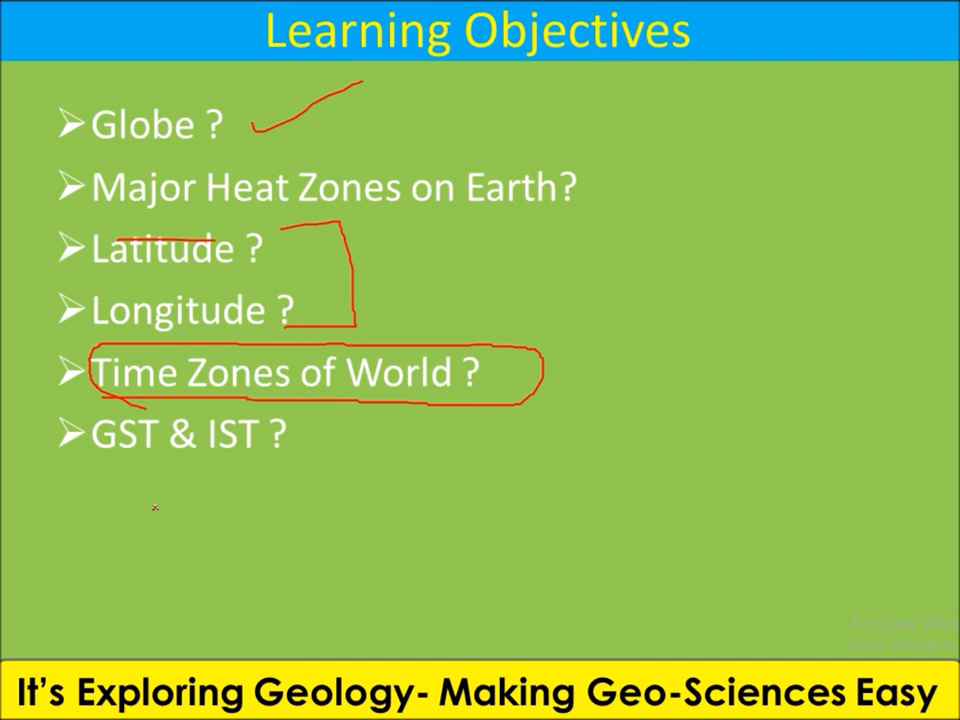 Learning Objectives
➢Globe ?
➢Major Heat Zones on Earth?
➢Latitude ?
➢Longitude ?
➢Time Zones of World ?
➢GST & IST ?
It's Exploring Geology- Making Geo-Sciences Easy